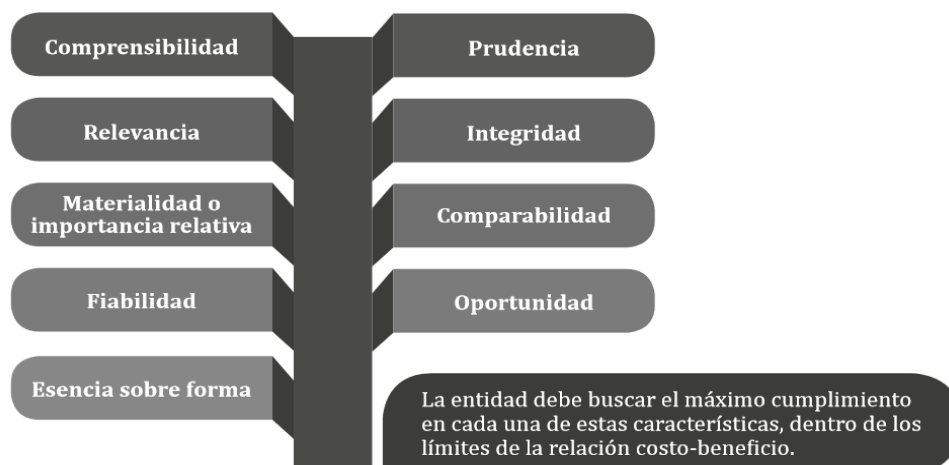 Comprensibilidad
Relevancia
Materialidad o
importancia relativa
Fiabilidad
Esencia sobre forma
Prudencia
Integridad
Comparabilidad
Oportunidad
La entidad debe buscar el máximo cumplimiento
en cada una de estas características, dentro de los
límites de la relación costo-beneficio.